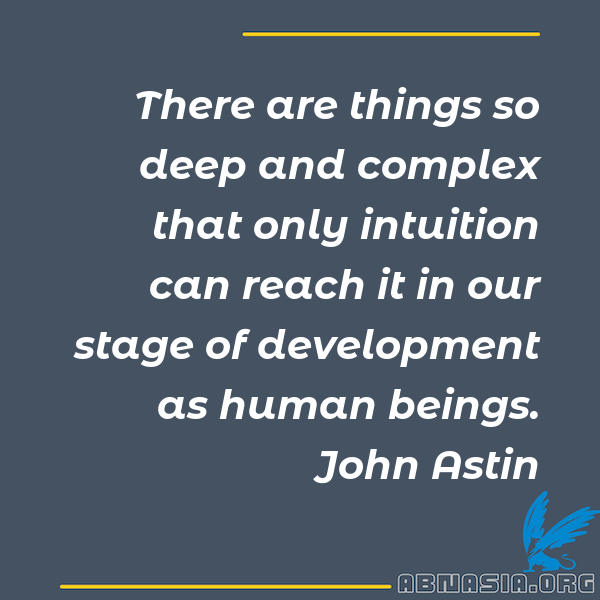 There are things so
deep and complex
that only intuition
can reach it in our
stage of development
as human beings.
John Astin
ABNASIA.ORG